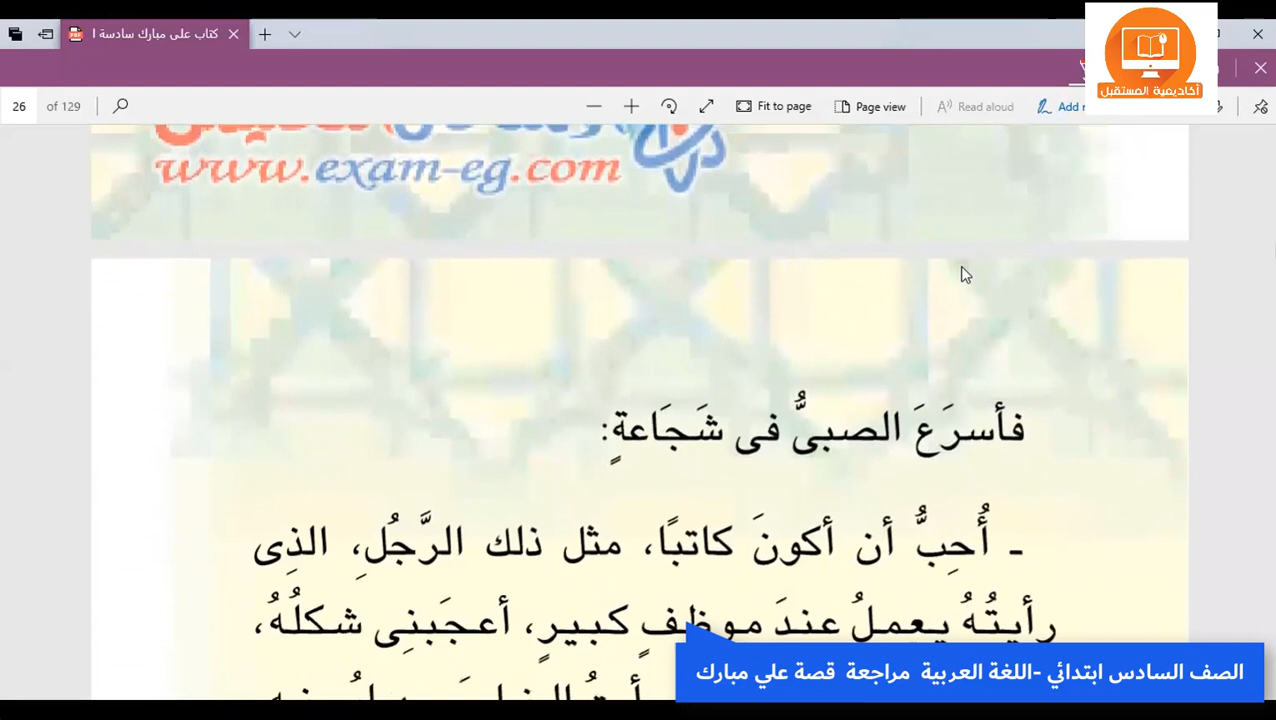 كتاب على مبارك سادسة ا
أكاديمية المستقبل
26 of 129
Fit to page
Page view
Read aloud
Add
www.exam-eg.com
فأسرَعَ الصبىُّ فى شَجَاعةٍ:
ـ أُحِبُّ أن أكونَ كاتبًا، مثل ذلك الرَّجُلِ، الذِى
رأيتُهُ يعملُ عندَ موظفٍ كبيرٍ، أعجَبنِى شكلُهُ،
الصف السادس ابتدائي -اللغة العربية مراجعة قصة علي مبارك